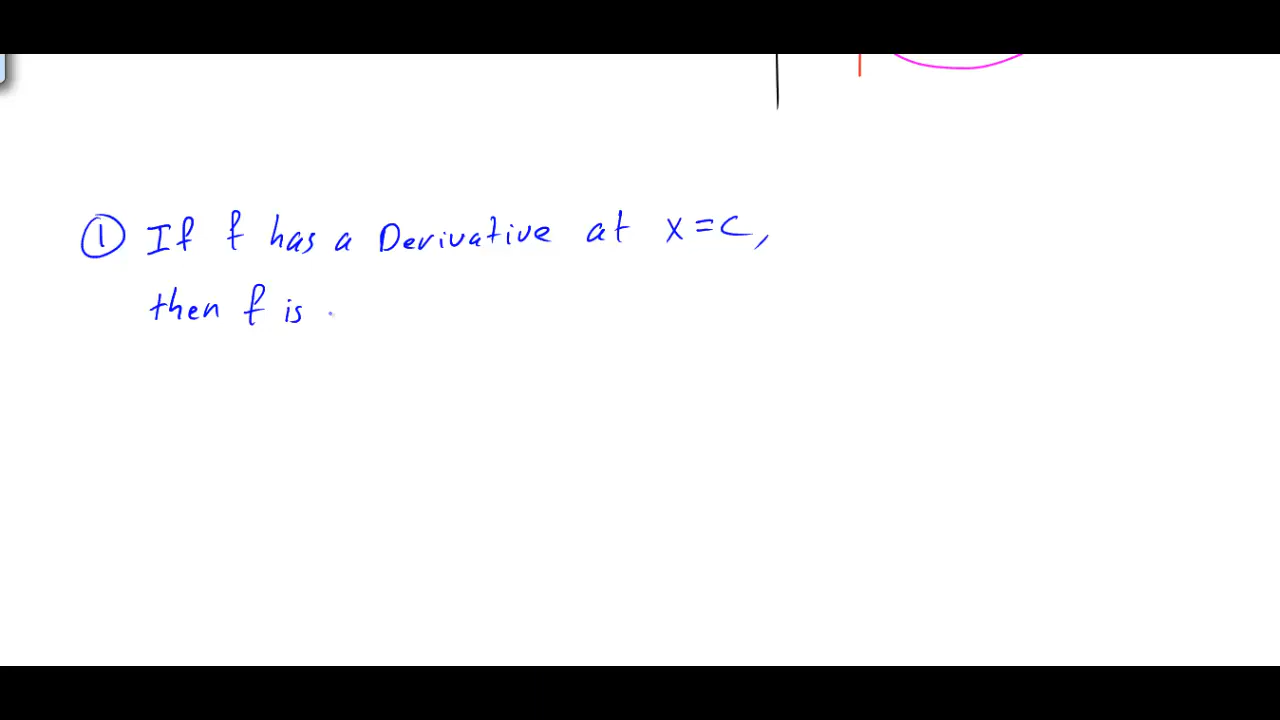 ① If f has a Derivative at x=c,
then f is